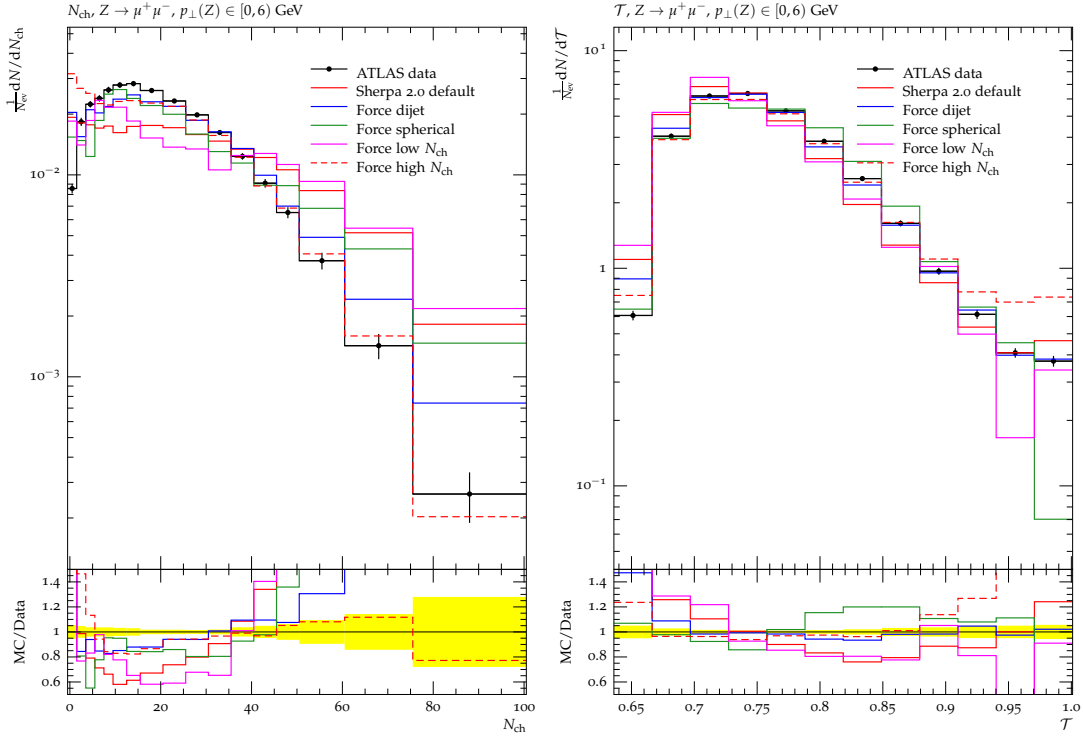 N_ch, Z → μ⁺μ⁻, p_⊥(Z) ∈ [0, 6) GeV
1/N_ev dN/dN_ch
10⁻²
10⁻³
ATLAS data
Sherpa 2.0 default
Force dijet
Force spherical
Force low N_ch
Force high N_ch
MC/Data
1.4
1.2
1
0.8
0.6
0 20 40 60 80 100
N_ch
𝒯, Z → μ⁺μ⁻, p_⊥(Z) ∈ [0, 6) GeV
1/N_ev dN/d𝒯
10¹
1
10⁻¹
ATLAS data
Sherpa 2.0 default
Force dijet
Force spherical
Force low N_ch
Force high N_ch
MC/Data
1.4
1.2
1
0.8
0.6
0.65 0.7 0.75 0.8 0.85 0.9 0.95 1.0
𝒯